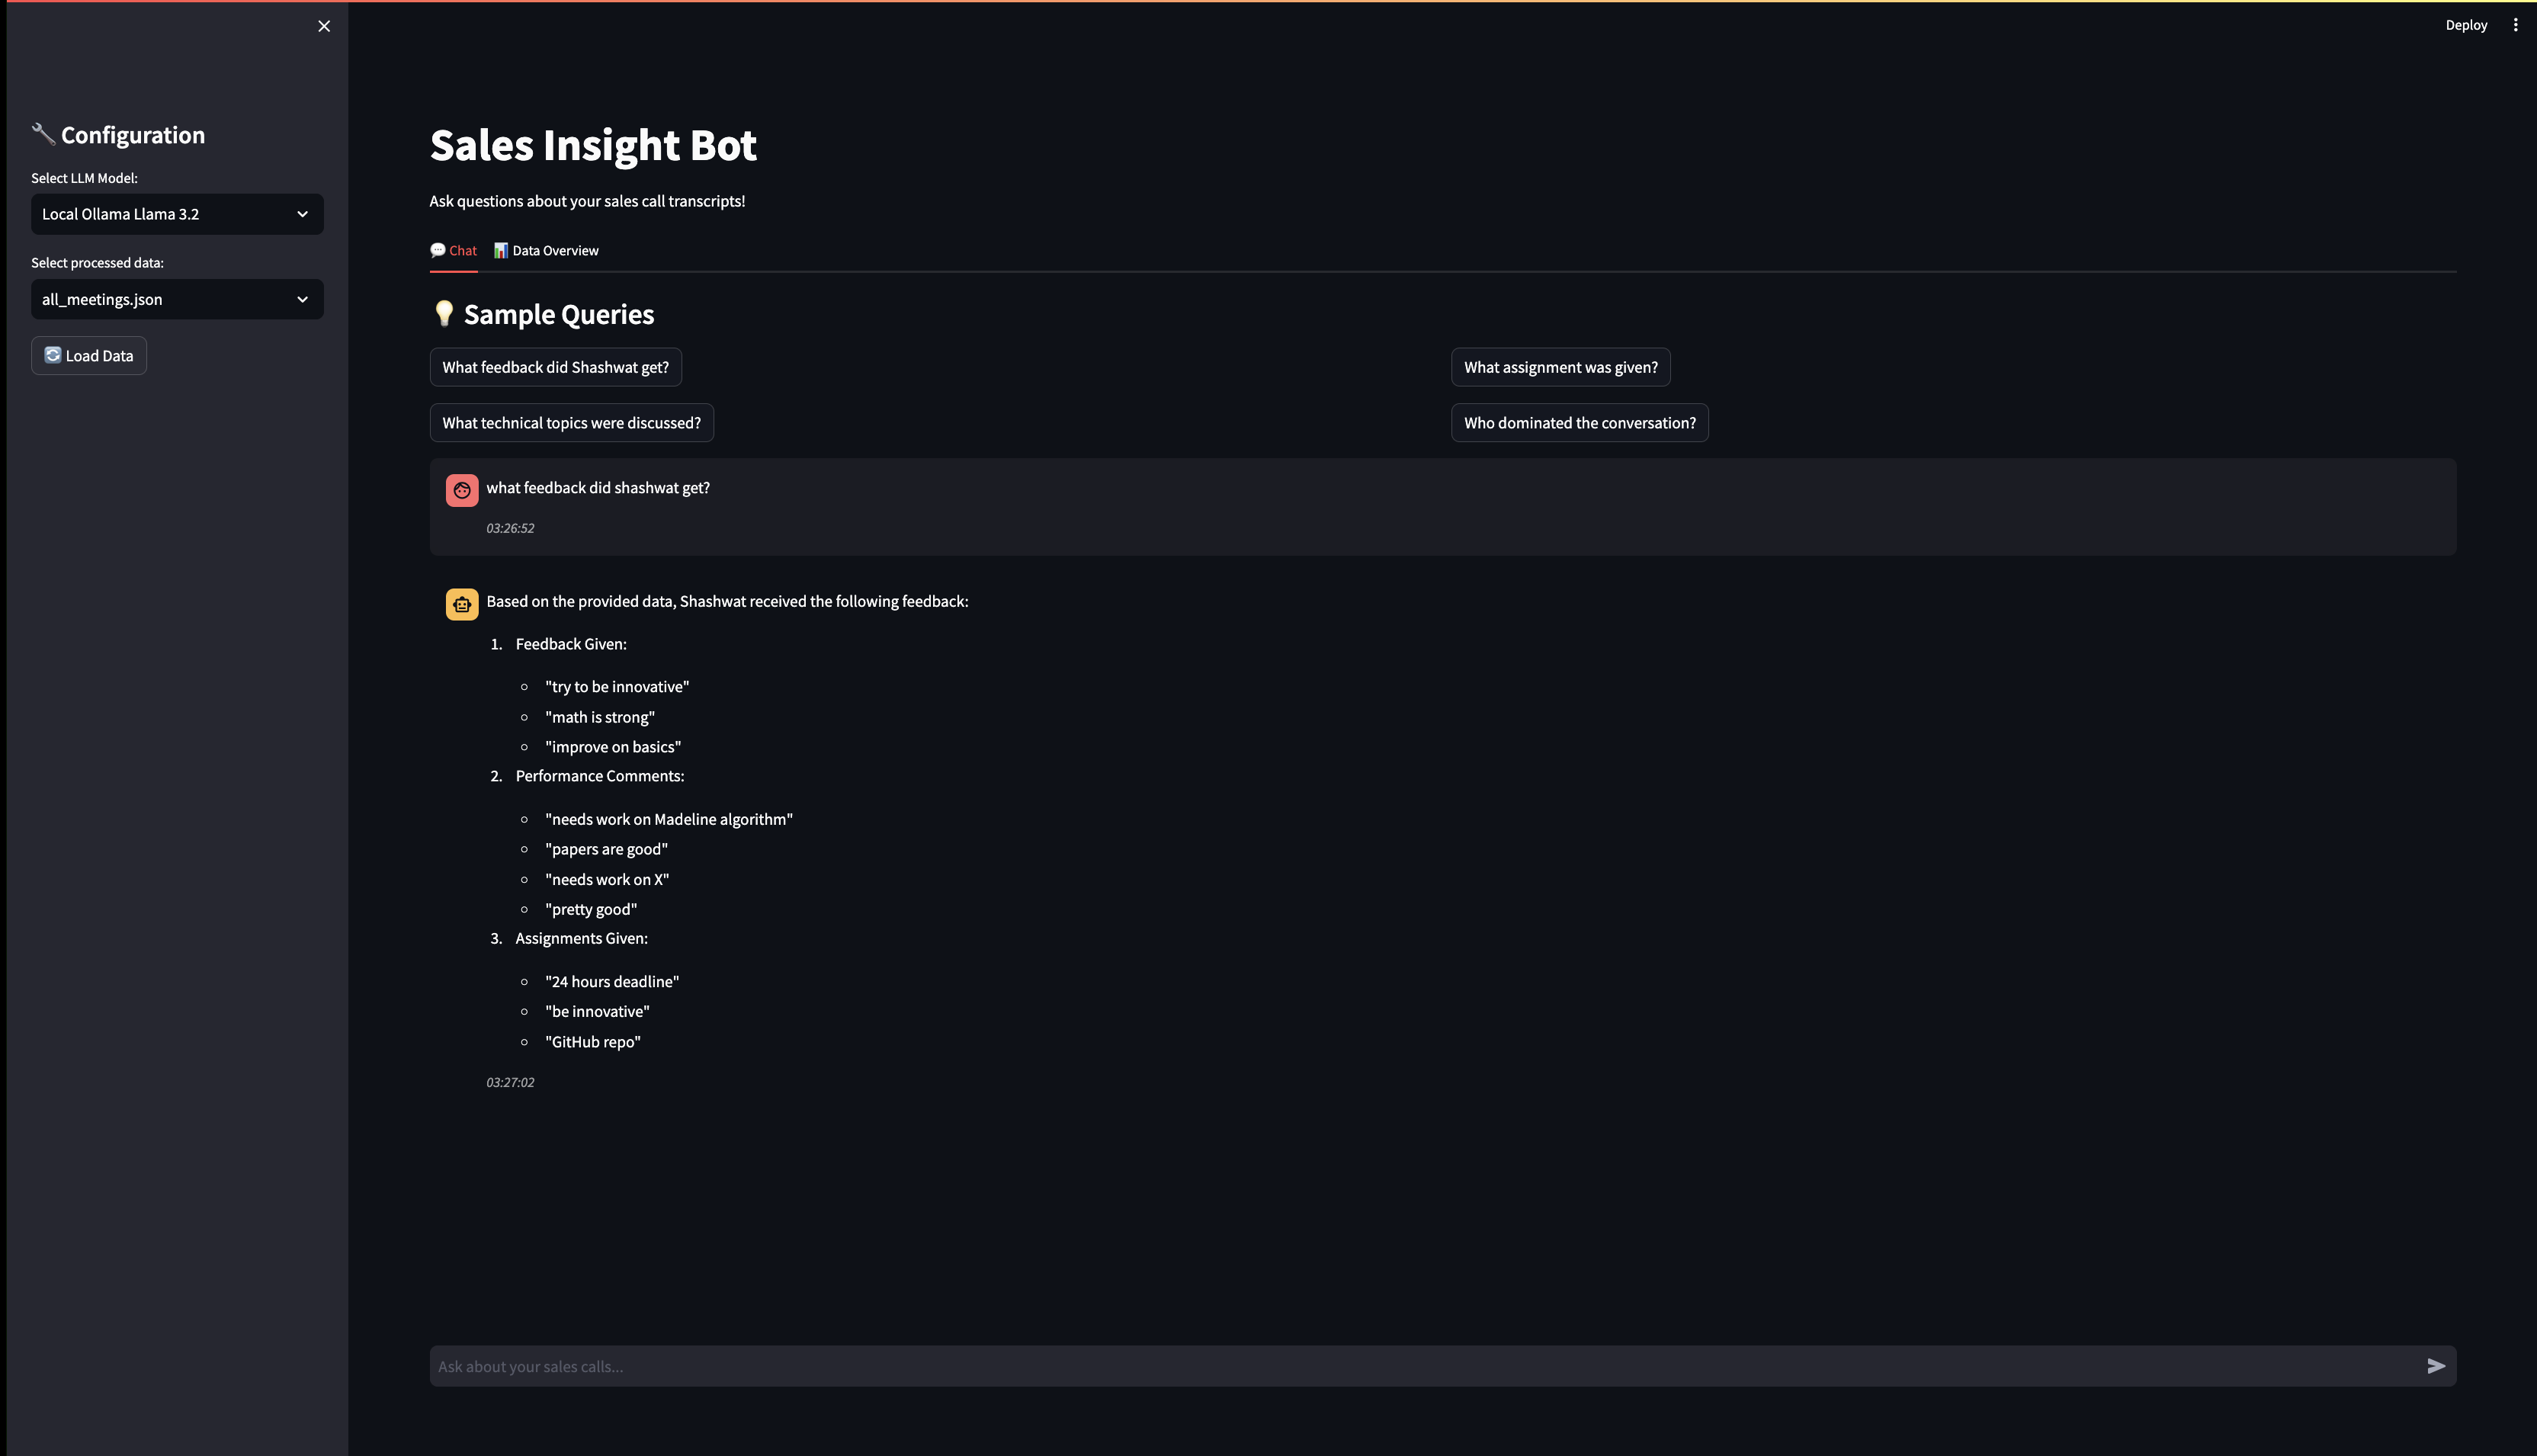 Deploy
🔧 Configuration
Select LLM Model:
Local Ollama Llama 3.2
Select processed data:
all_meetings.json
Load Data
Sales Insight Bot
Ask questions about your sales call transcripts!
💬 Chat
📊 Data Overview
💡 Sample Queries
What feedback did Shashwat get?
What assignment was given?
What technical topics were discussed?
Who dominated the conversation?
what feedback did shashwat get?
03:26:52
Based on the provided data, Shashwat received the following feedback:
1. Feedback Given:
"try to be innovative"
"math is strong"
"improve on basics"
2. Performance Comments:
"needs work on Madeline algorithm"
"papers are good"
"needs work on X"
"pretty good"
3. Assignments Given:
"24 hours deadline"
"be innovative"
"GitHub repo"
03:27:02
Ask about your sales calls...